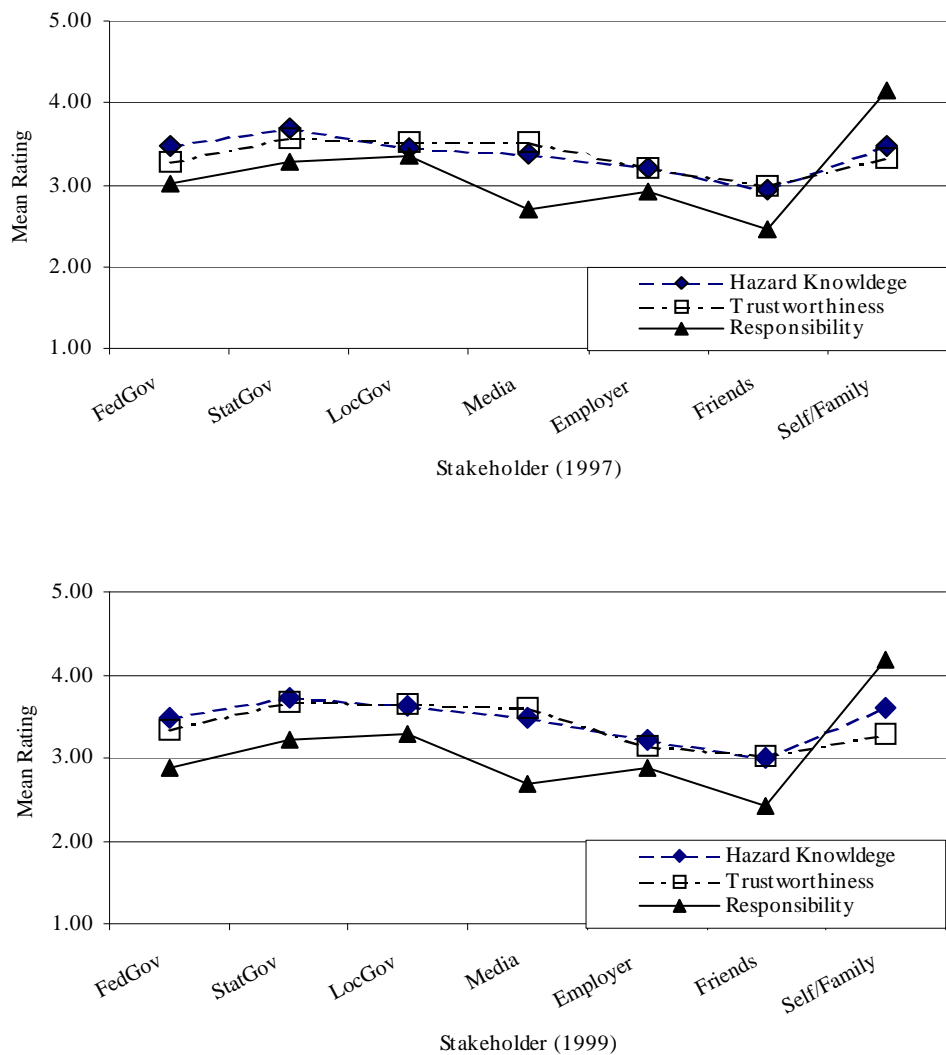 5.00
4.00
3.00
2.00
1.00
Mean Rating
Hazard Knowldege
Trustworthiness
Responsibility
FedGov
StatGov
LocGov
Media
Employer
Friends
Self/Family
Stakeholder (1997)
5.00
4.00
3.00
2.00
1.00
Mean Rating
Hazard Knowldege
Trustworthiness
Responsibility
FedGov
StatGov
LocGov
Media
Employer
Friends
Self/Family
Stakeholder (1999)